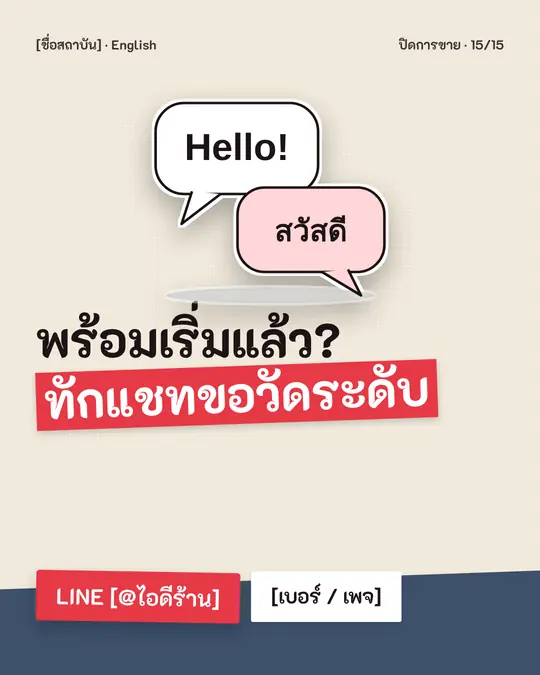 [ชื่อสถาบัน] · English
ปิดการขาย · 15/15
Hello!
สวัสดี
พร้อมเริ่มแล้ว?
ทักแชทขอวัดระดับ
LINE [@ไอดีร้าน]
[เบอร์ / เพจ]